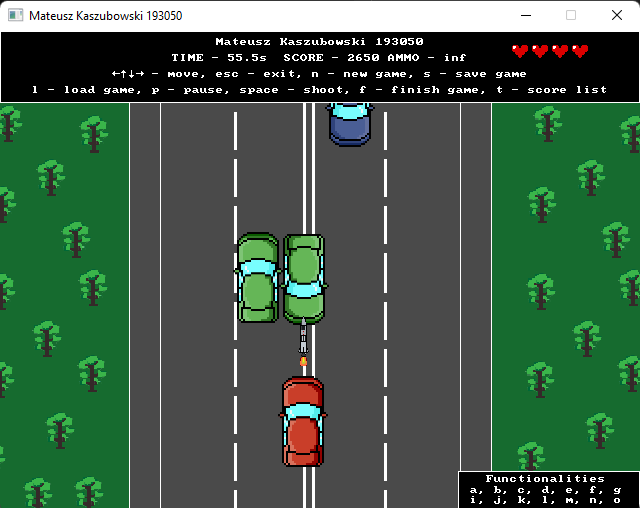 Mateusz Kaszubowski 193050
Mateusz Kaszubowski 193050
TIME - 55.5s SCORE - 2650 AMMO - inf
←↑↓→ - move, esc - exit, n - new game, s - save game
l - load game, p - pause, space - shoot, f - finish game, t - score list
Functionalities
a, b, c, d, e, f, g
i, j, k, l, m, n, o